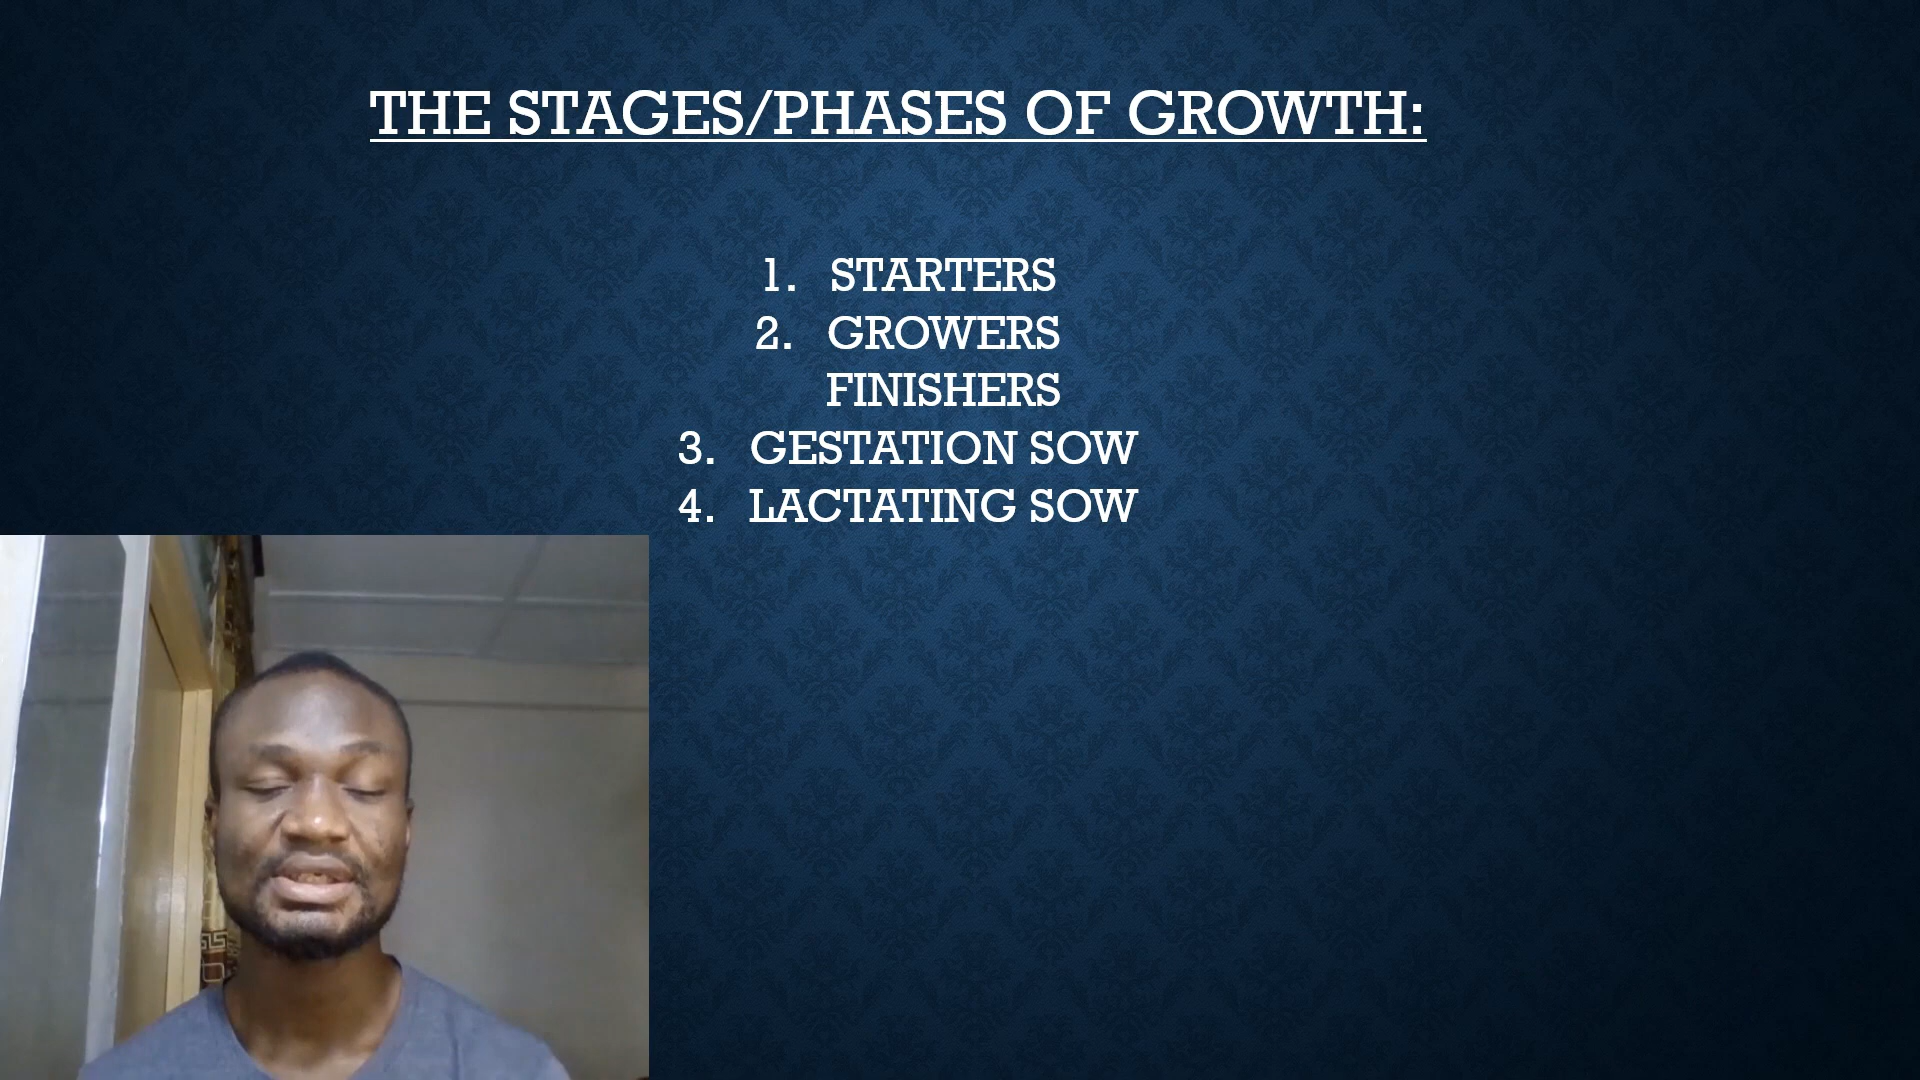 THE STAGES/PHASES OF GROWTH:
1. STARTERS
2. GROWERS
FINISHERS
3. GESTATION SOW
4. LACTATING SOW